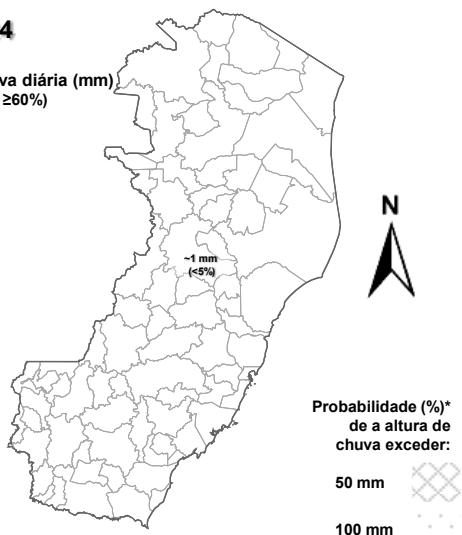 4
va diária (mm)
≥60%)
~1 mm
(<5%)
N
Probabilidade (%)*
de a altura de
chuva exceder:
50 mm
100 mm